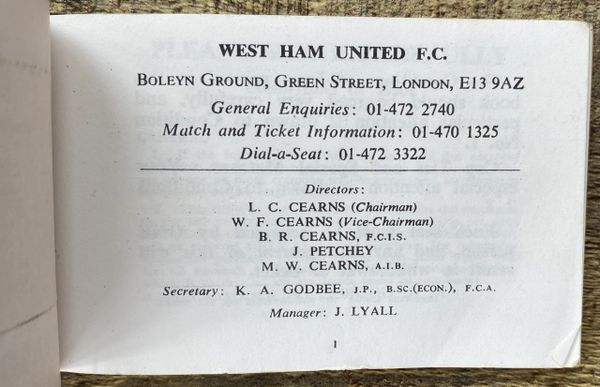 WEST HAM UNITED F.C.
BOLEYN GROUND, GREEN STREET, LONDON, E13 9AZ
General Enquiries: 01-472 2740
Match and Ticket Information: 01-470 1325
Dial-a-Seat: 01-472 3322
Directors:
L. C. CEARNS (Chairman)
W. F. CEARNS (Vice-Chairman)
B. R. CEARNS, F.C.I.S.
J. PETCHEY
M. W. CEARNS, A.I.B.
Secretary: K. A. GODBEE, J.P., B.SC.(ECON.), F.C.A.
Manager: J. LYALL
1